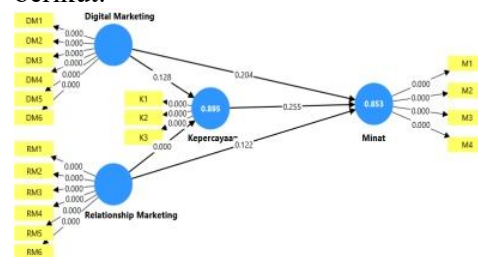 berikut.
Digital Marketing
DM1
DM2
DM3
DM4
DM5
DM6
0.000
0.000
0.000
0.000
0.000
0.000
0.128
0.204
K1
K2
K3
0.000
0.000
0.000
0.895
Kepercayaan
0.255
0.853
Minat
0.000
0.000
0.000
0.000
M1
M2
M3
M4
0.000
0.122
RM1
RM2
RM3
RM4
RM5
RM6
0.000
0.000
0.000
0.000
0.000
0.000
Relationship Marketing